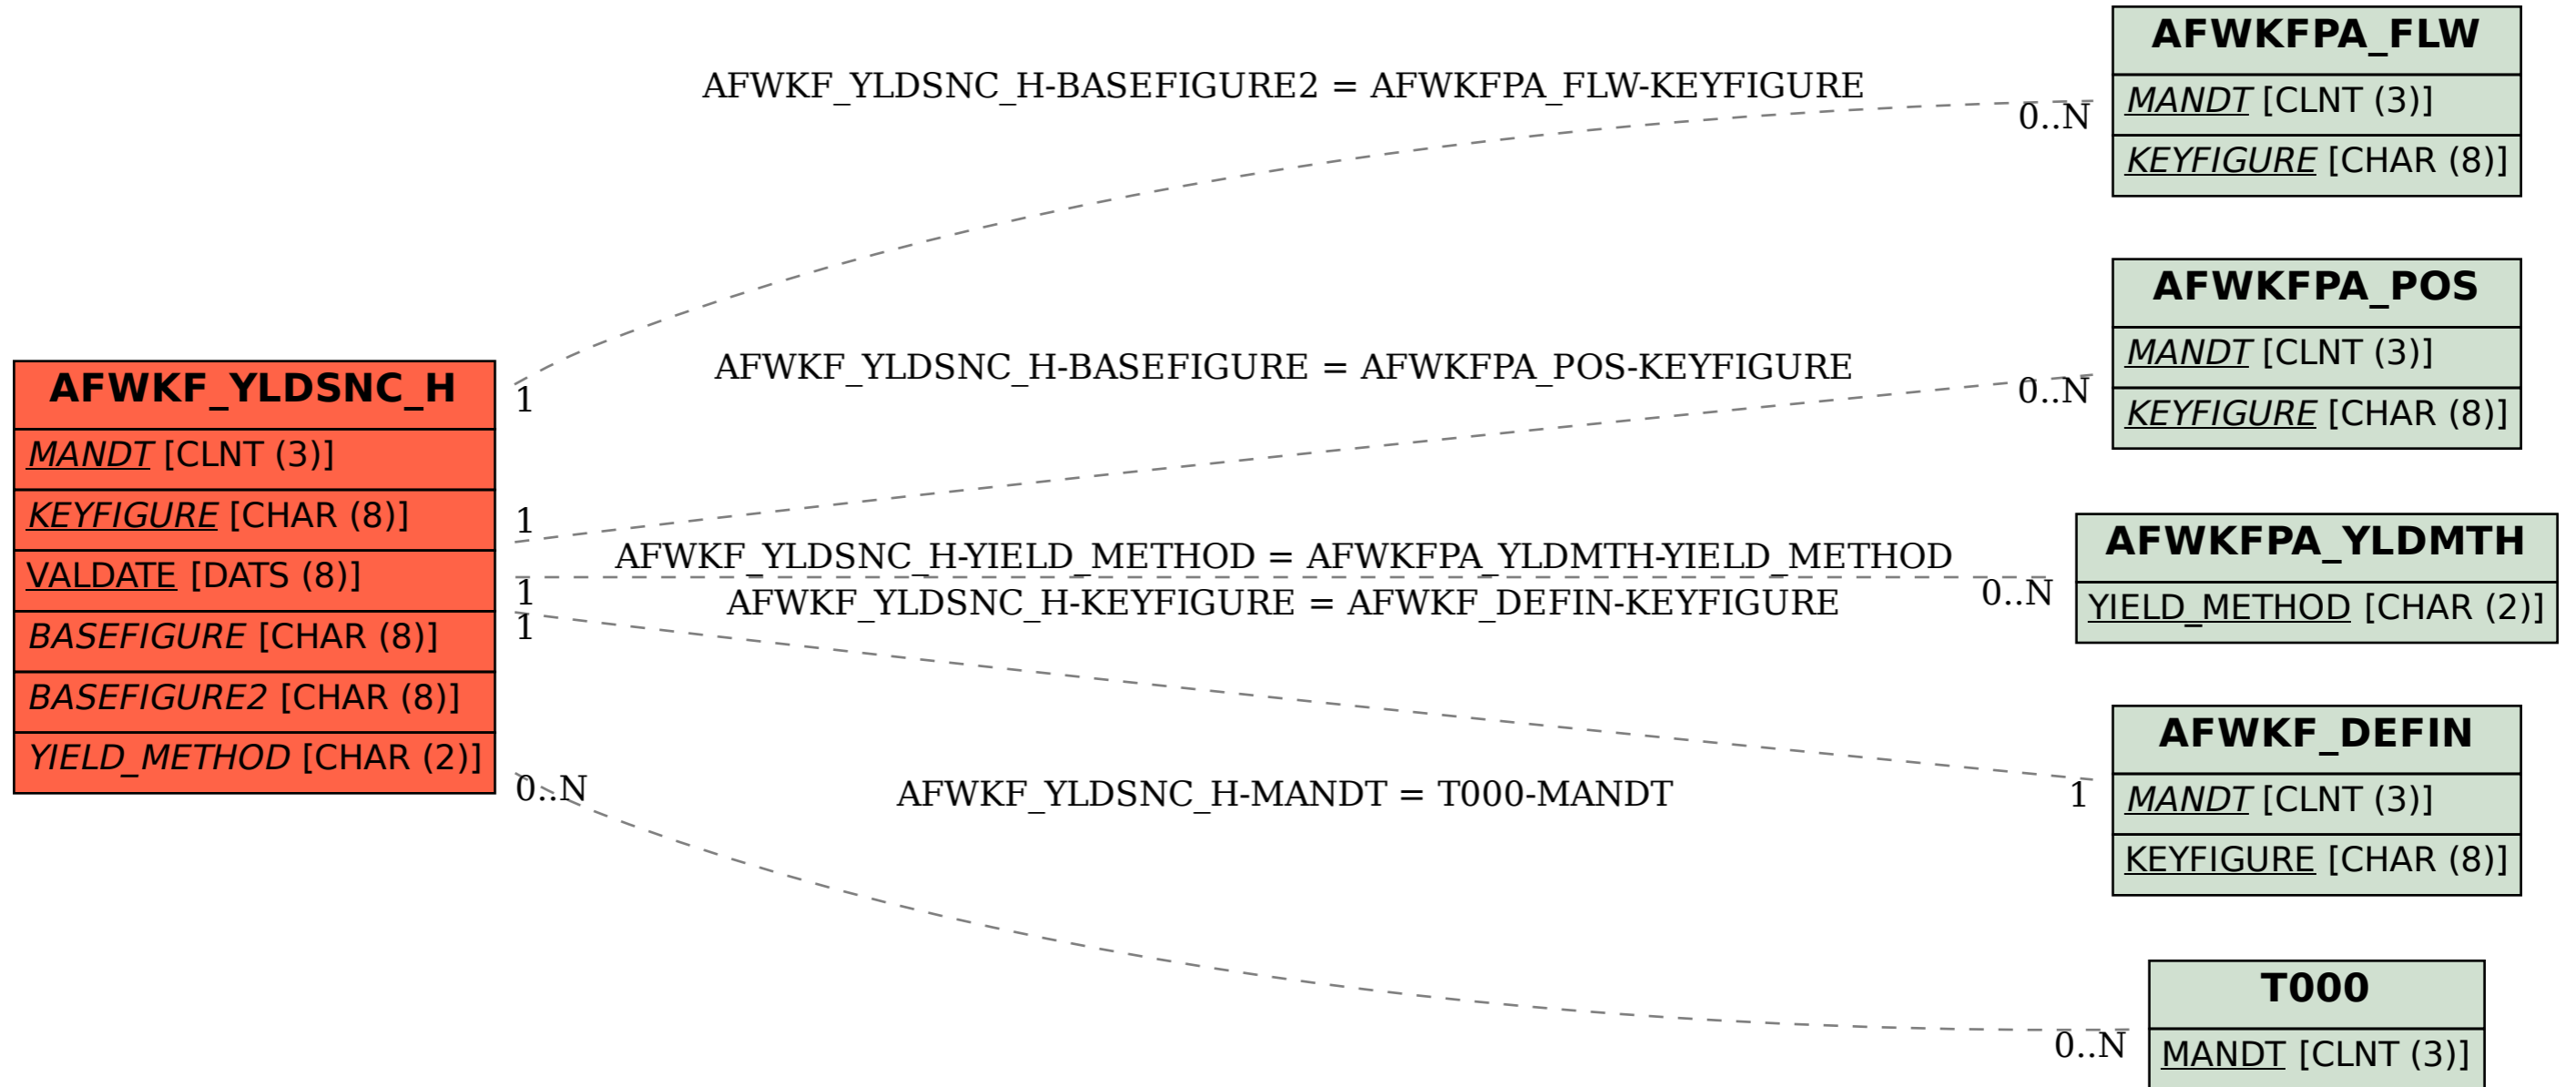 AFWKFPA_FLW
MANDT [CLNT (3)]
KEYFIGURE [CHAR (8)]
AFWKF_YLDSNC_H-BASEFIGURE2 = AFWKFPA_FLW-KEYFIGURE
0..N
1
AFWKFPA_POS
MANDT [CLNT (3)]
KEYFIGURE [CHAR (8)]
AFWKF_YLDSNC_H-BASEFIGURE = AFWKFPA_POS-KEYFIGURE
0..N
1
AFWKF_YLDSNC_H
MANDT [CLNT (3)]
KEYFIGURE [CHAR (8)]
VALDATE [DATS (8)]
BASEFIGURE [CHAR (8)]
BASEFIGURE2 [CHAR (8)]
YIELD_METHOD [CHAR (2)]
AFWKF_YLDSNC_H-YIELD_METHOD = AFWKFPA_YLDMTH-YIELD_METHOD
1
0..N
AFWKFPA_YLDMTH
YIELD_METHOD [CHAR (2)]
AFWKF_YLDSNC_H-KEYFIGURE = AFWKF_DEFIN-KEYFIGURE
1
1
AFWKF_DEFIN
MANDT [CLNT (3)]
KEYFIGURE [CHAR (8)]
AFWKF_YLDSNC_H-MANDT = T000-MANDT
0..N
0..N
T000
MANDT [CLNT (3)]